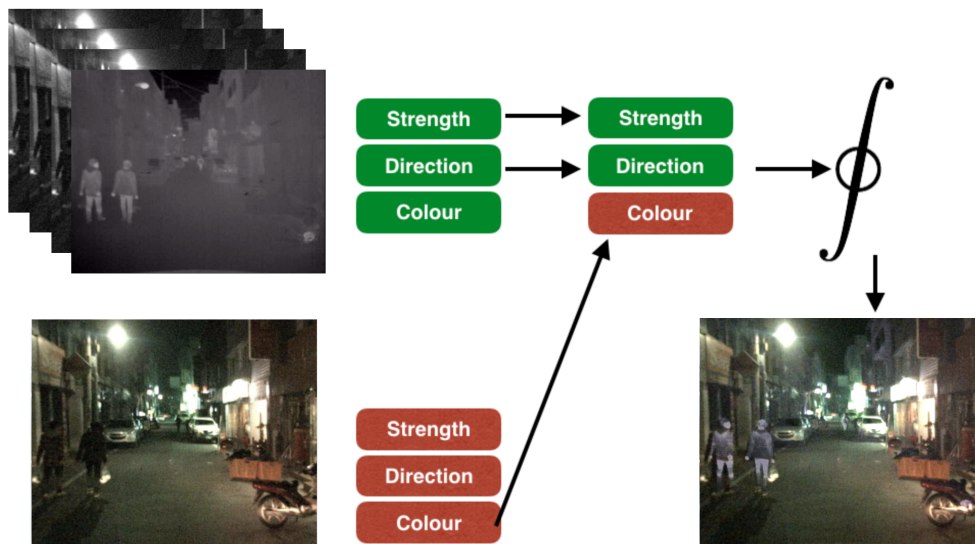 Strength
Direction
Colour
Strength
Direction
Colour
Strength
Direction
Colour